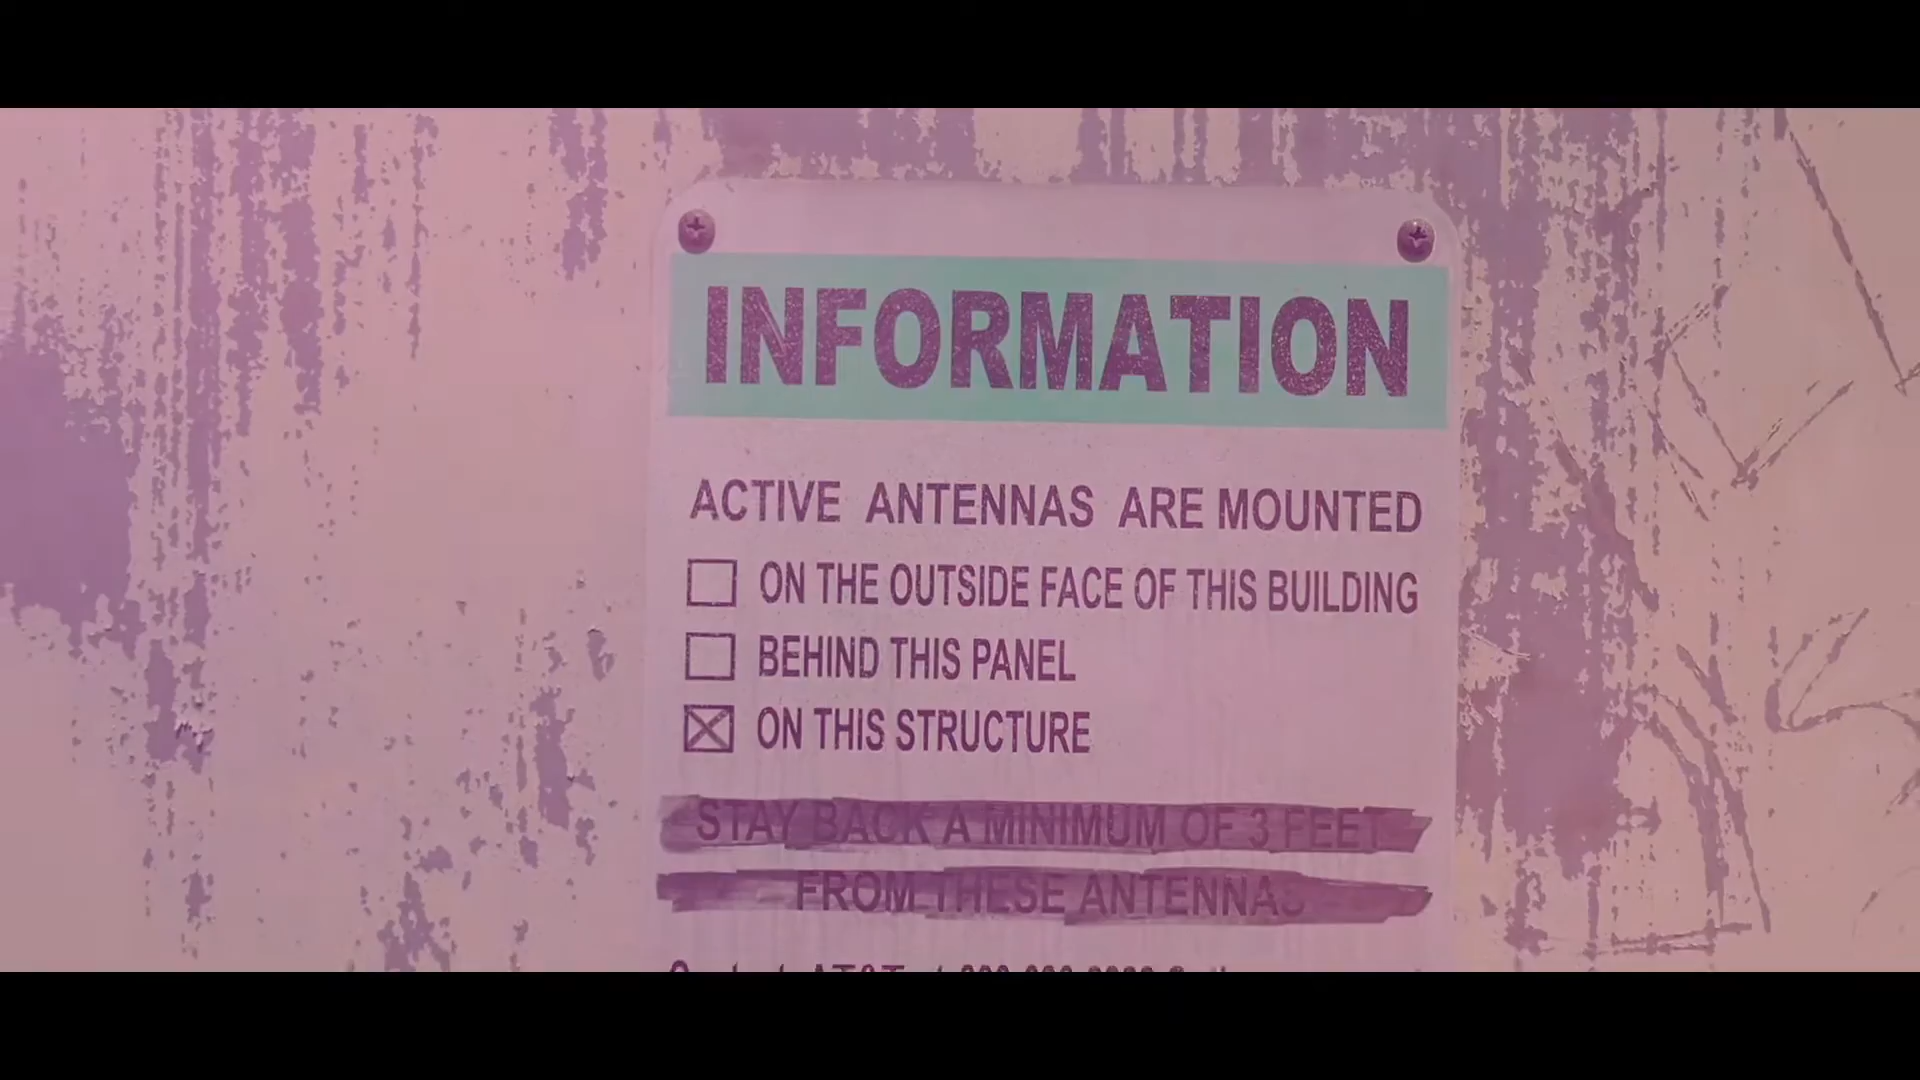 INFORMATION
ACTIVE ANTENNAS ARE MOUNTED
ON THE OUTSIDE FACE OF THIS BUILDING
BEHIND THIS PANEL
ON THIS STRUCTURE
STAY BACK A MINIMUM OF 3 FEET
FROM THESE ANTENNAS